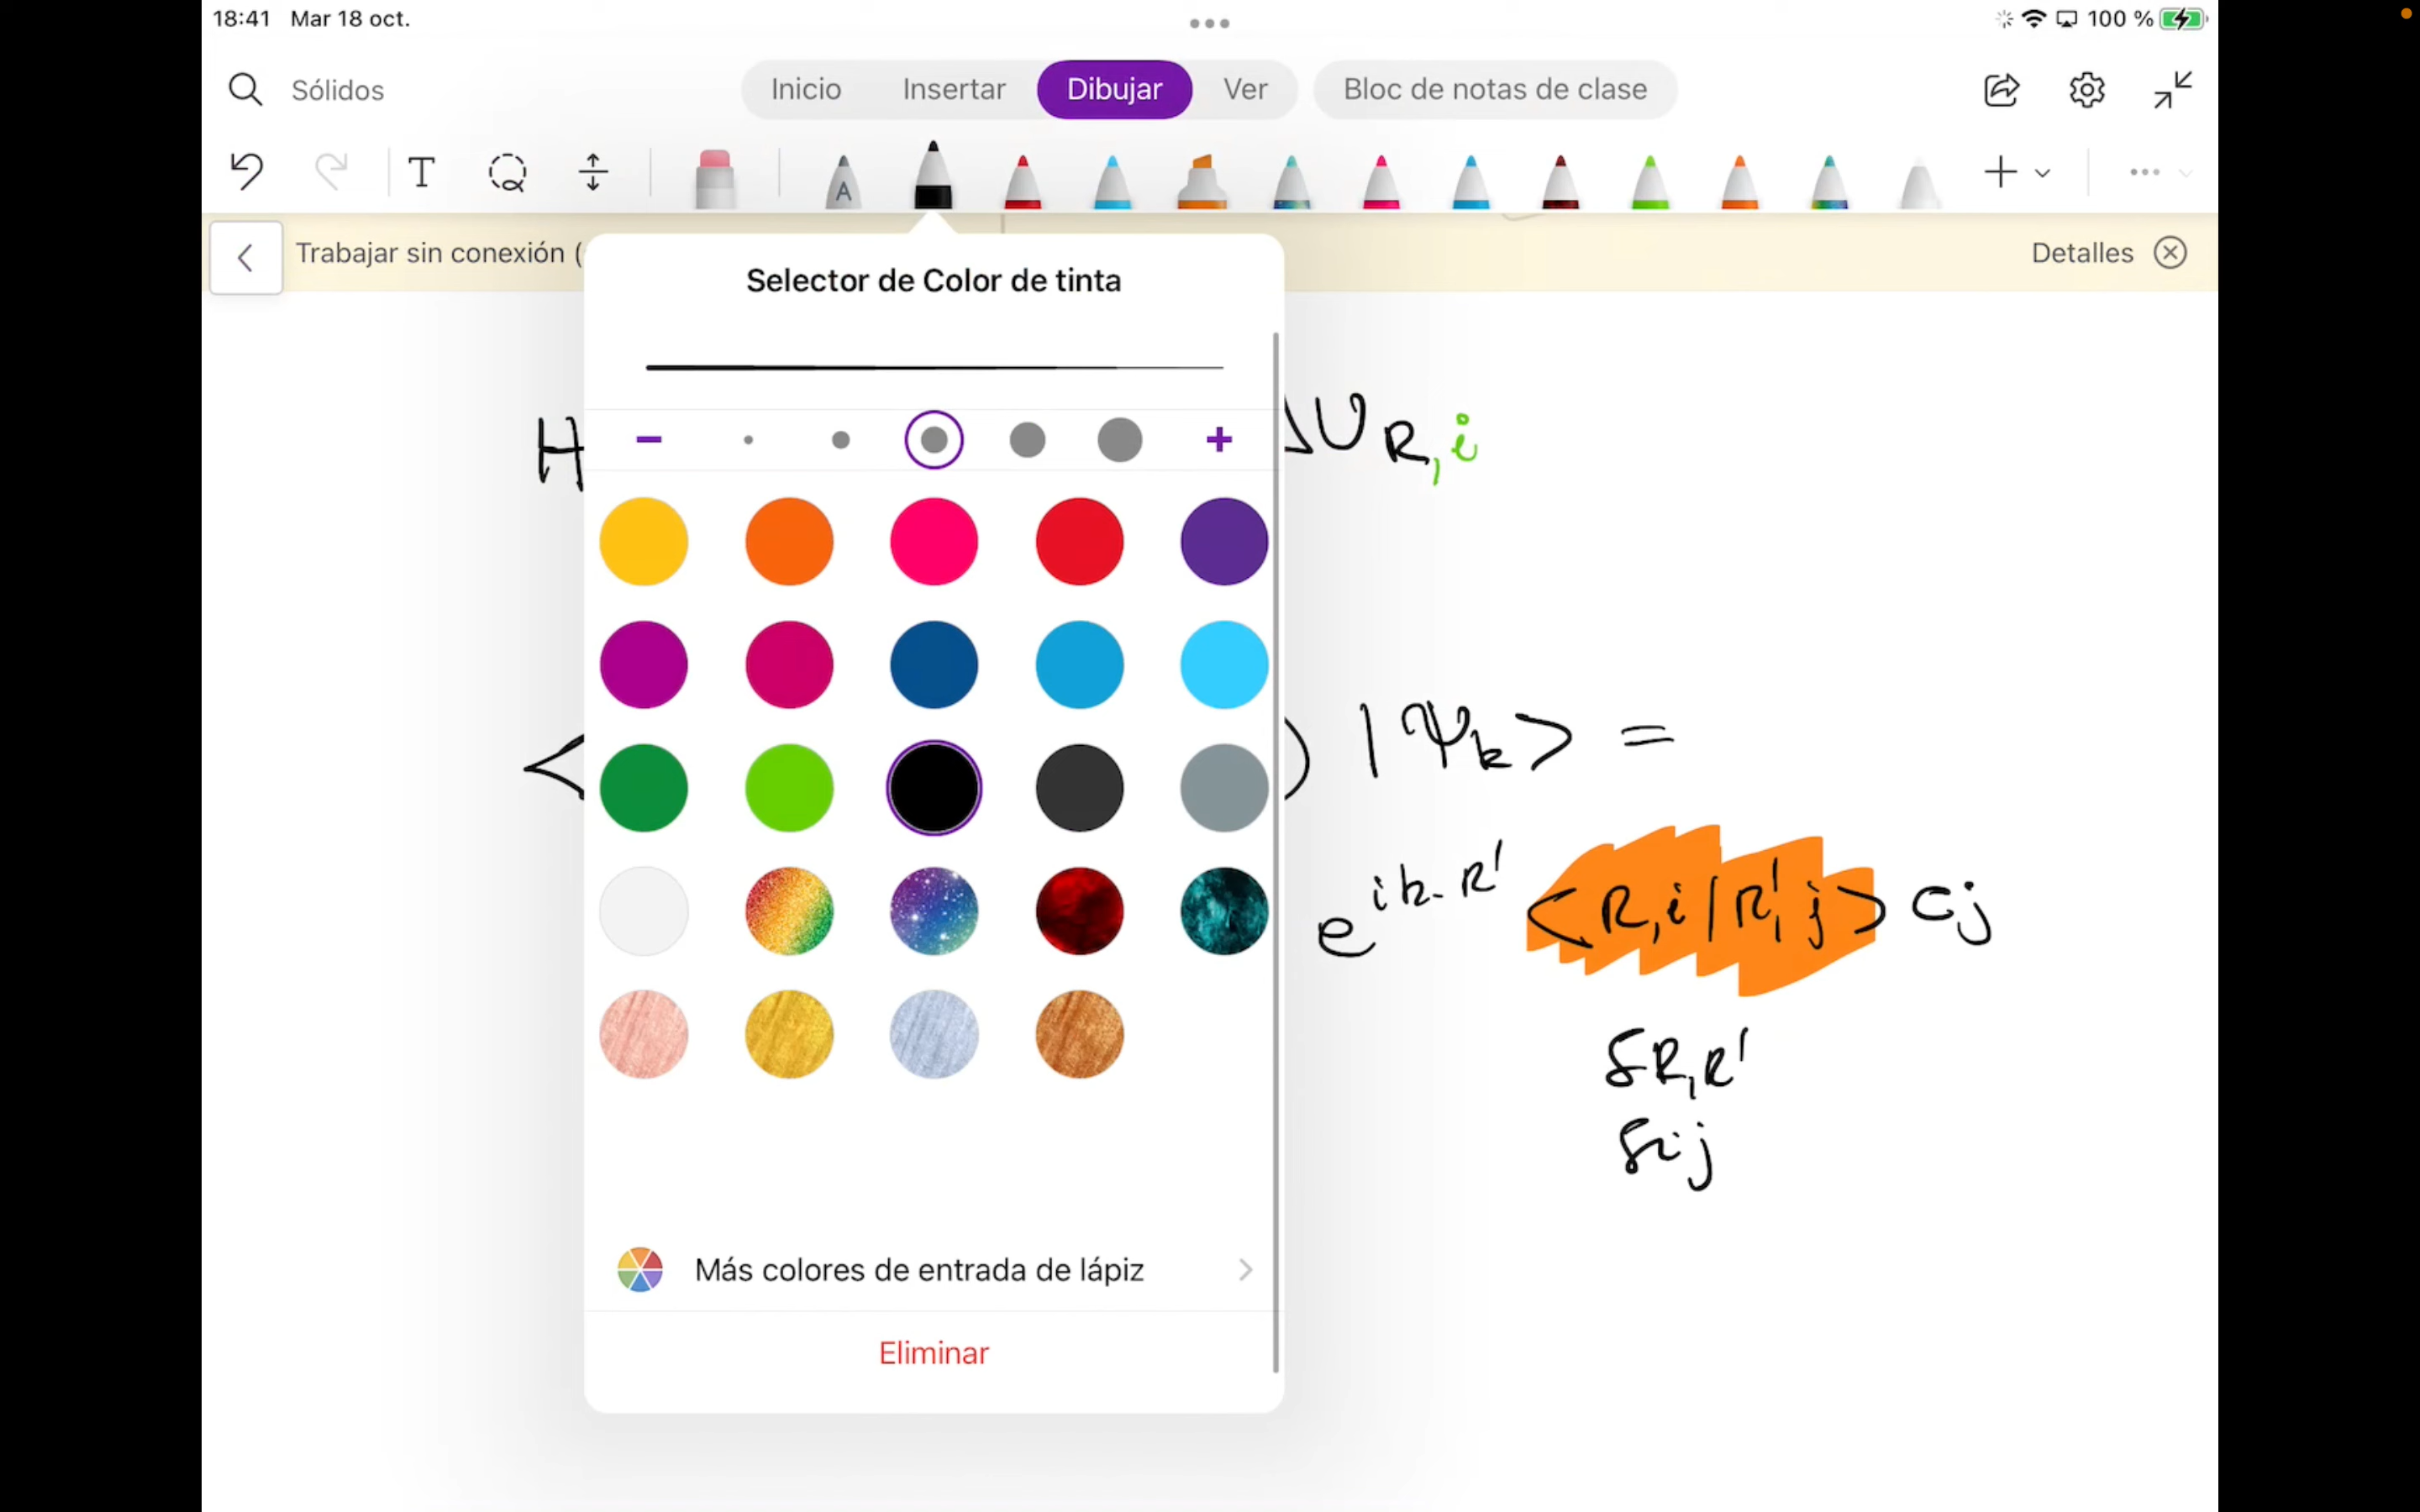 18:41 Mar 18 oct.
100 %
Sólidos
Inicio Insertar Dibujar Ver Bloc de notas de clase
T
A
Trabajar sin conexión (
Detalles
Selector de Color de tinta
H ΔU R,i
< ) |Ψk> =
e^{ik·R'} <R,i|R',j> cj
δR,R'
δij
Más colores de entrada de lápiz
Eliminar